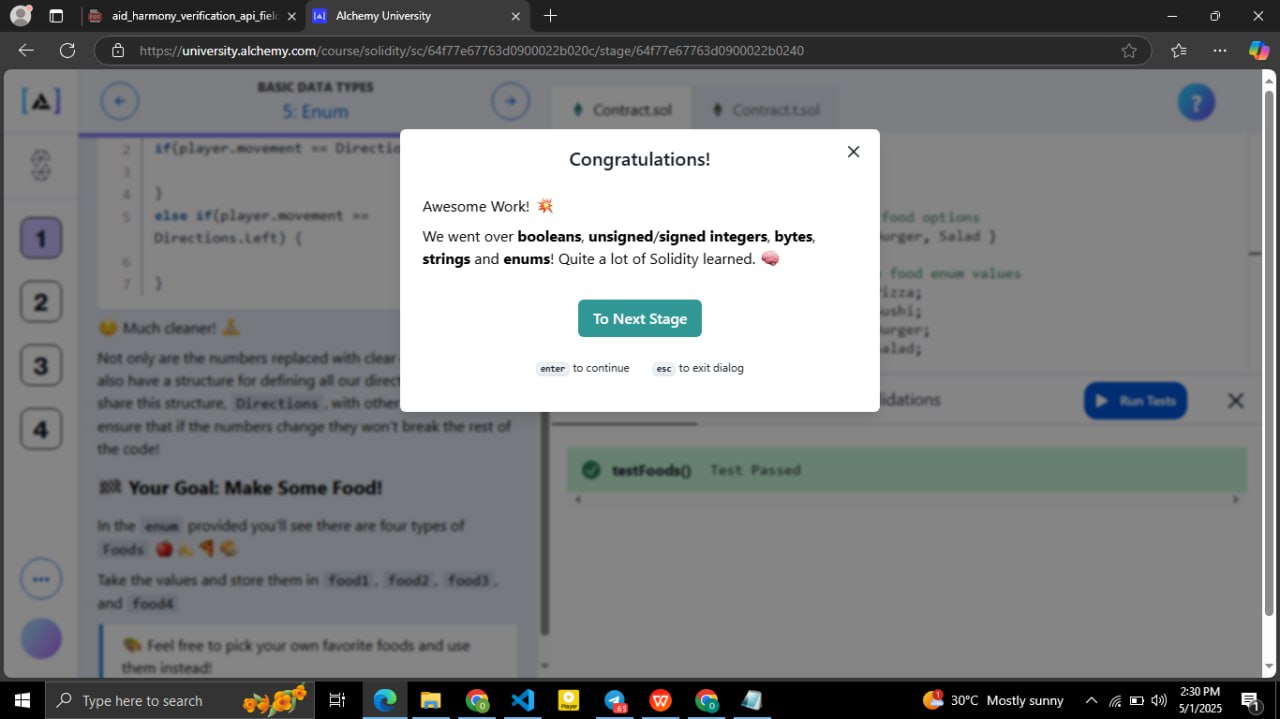 aid_harmony_verification_api_fielc
Alchemy University
https://university.alchemy.com/course/solidity/sc/64f77e67763d0900022b020c/stage/64f77e67763d0900022b0240
BASIC DATA TYPES
5: Enum
Contract.sol
Contract.t.sol
?
1
2
3
4
2 if(player.movement == Directio
3
4 }
5 else if(player.movement ==
Directions.Left) {
6
7 }
Much cleaner!
Not only are the numbers replaced with clear
also have a structure for defining all our direct
share this structure, Directions, with other
ensure that if the numbers change they won't break the rest of
the code!
Your Goal: Make Some Food!
In the enum provided you'll see there are four types of
Foods
Take the values and store them in food1, food2, food3,
and food4
Feel free to pick your own favorite foods and use
them instead!
Congratulations!
Awesome Work!
We went over booleans, unsigned/signed integers, bytes,
strings and enums! Quite a lot of Solidity learned.
To Next Stage
enter to continue esc to exit dialog
food options
urger, Salad }
food enum values
izza;
ushi;
urger;
alad;
idations
Run Tests
testFoods() Test Passed
Type here to search
Player
65
30°C Mostly sunny
2:30 PM
5/1/2025
1